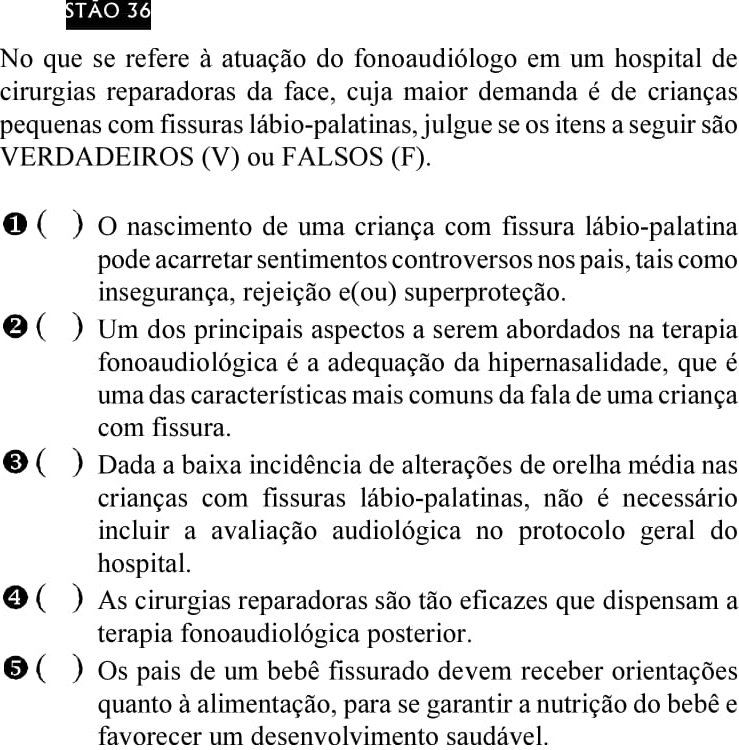 STÃO 36
No que se refere à atuação do fonoaudiólogo em um hospital de
cirurgias reparadoras da face, cuja maior demanda é de crianças
pequenas com fissuras lábio-palatinas, julgue se os itens a seguir são
VERDADEIROS (V) ou FALSOS (F).
❶ ( ) O nascimento de uma criança com fissura lábio-palatina
pode acarretar sentimentos controversos nos pais, tais como
insegurança, rejeição e(ou) superproteção.
❷ ( ) Um dos principais aspectos a serem abordados na terapia
fonoaudiológica é a adequação da hipernasalidade, que é
uma das características mais comuns da fala de uma criança
com fissura.
❸ ( ) Dada a baixa incidência de alterações de orelha média nas
crianças com fissuras lábio-palatinas, não é necessário
incluir a avaliação audiológica no protocolo geral do
hospital.
❹ ( ) As cirurgias reparadoras são tão eficazes que dispensam a
terapia fonoaudiológica posterior.
❺ ( ) Os pais de um bebê fissurado devem receber orientações
quanto à alimentação, para se garantir a nutrição do bebê e
favorecer um desenvolvimento saudável.